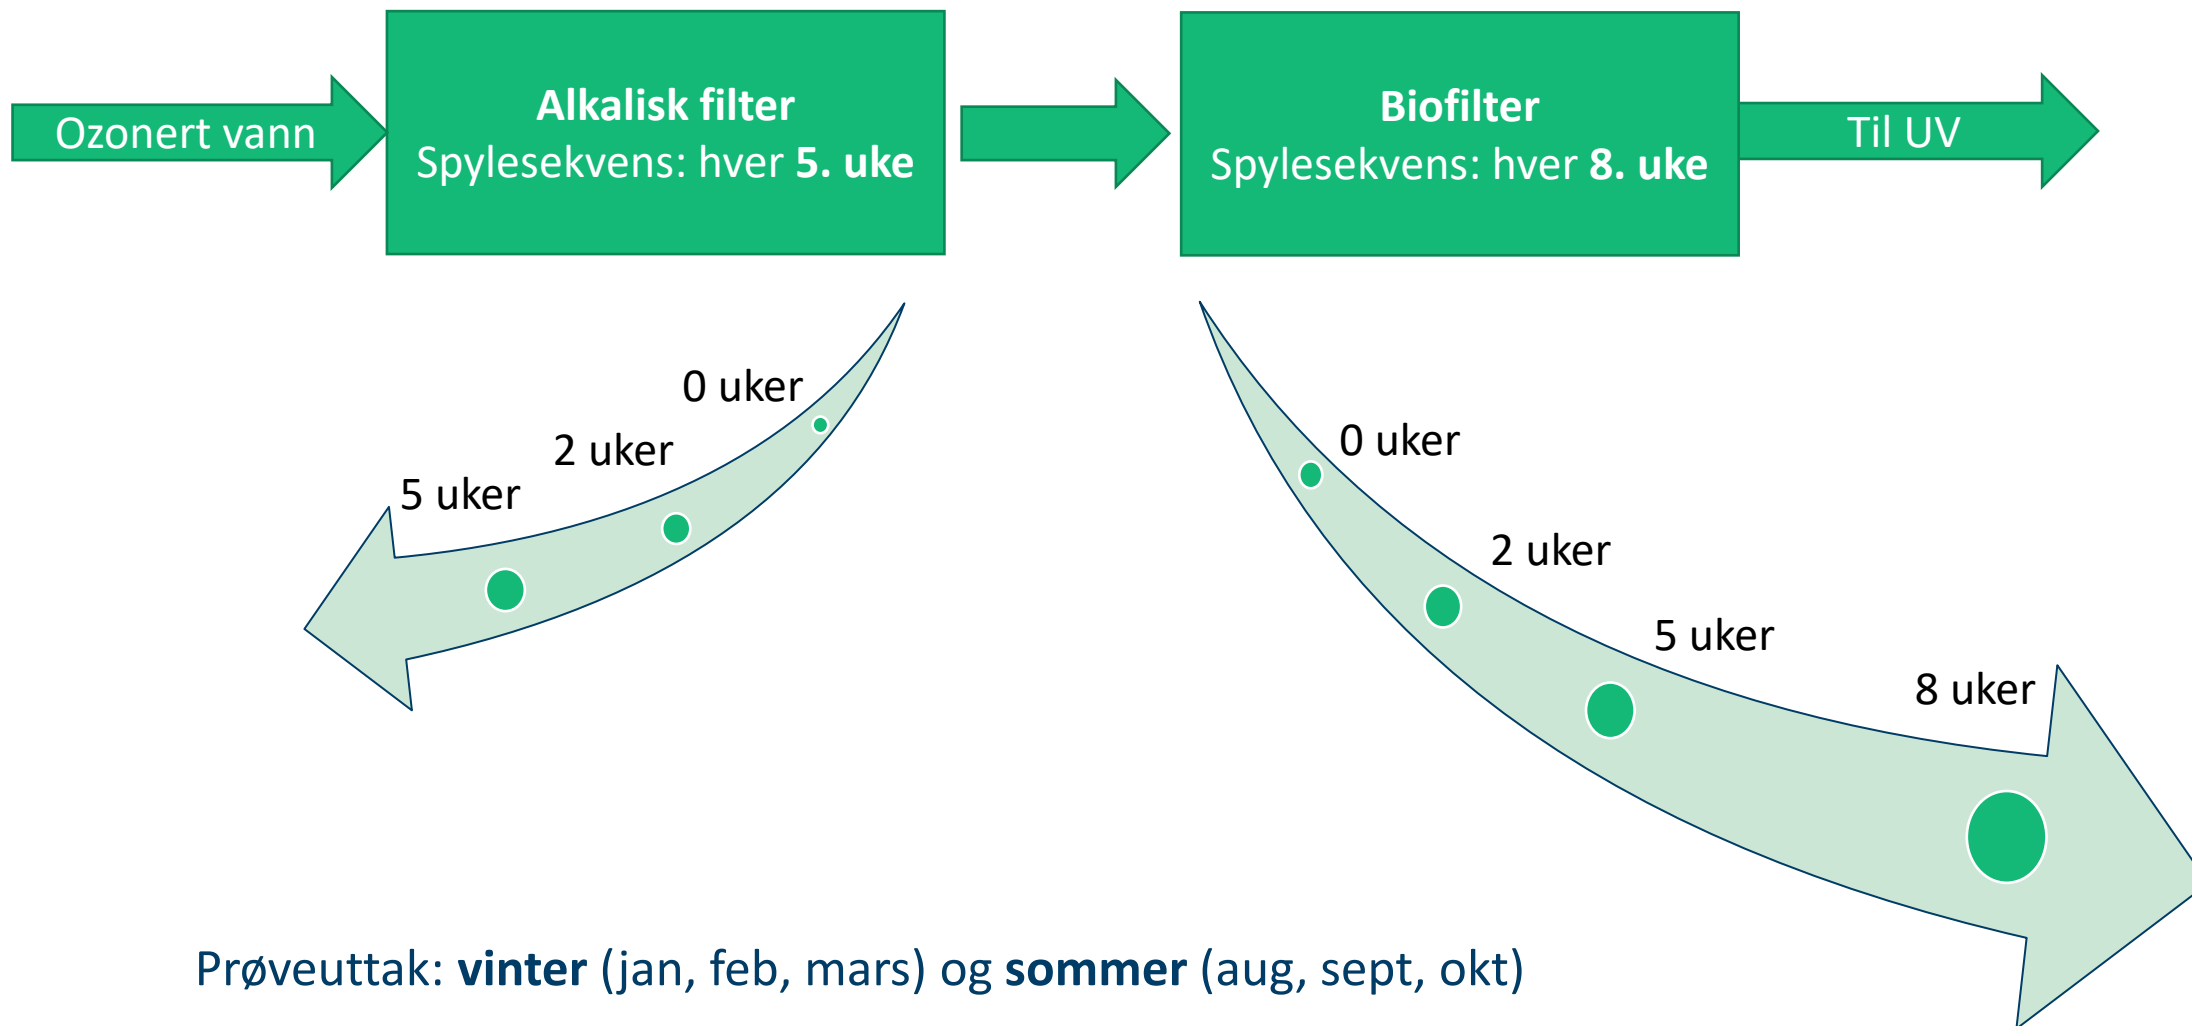 Ozonert vann
Alkalisk filter
Spylesekvens: hver 5. uke
Biofilter
Spylesekvens: hver 8. uke
Til UV
0 uker
2 uker
5 uker
0 uker
2 uker
5 uker
8 uker
Prøveuttak: vinter (jan, feb, mars) og sommer (aug, sept, okt)